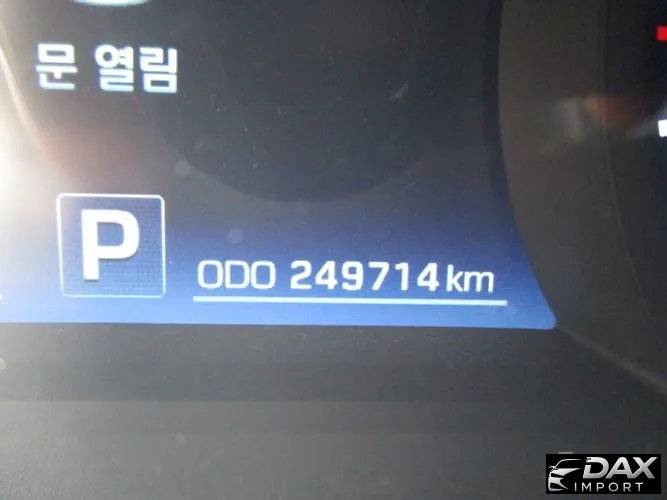 문 열림
P
ODO 249714 km
DAX
IMPORT